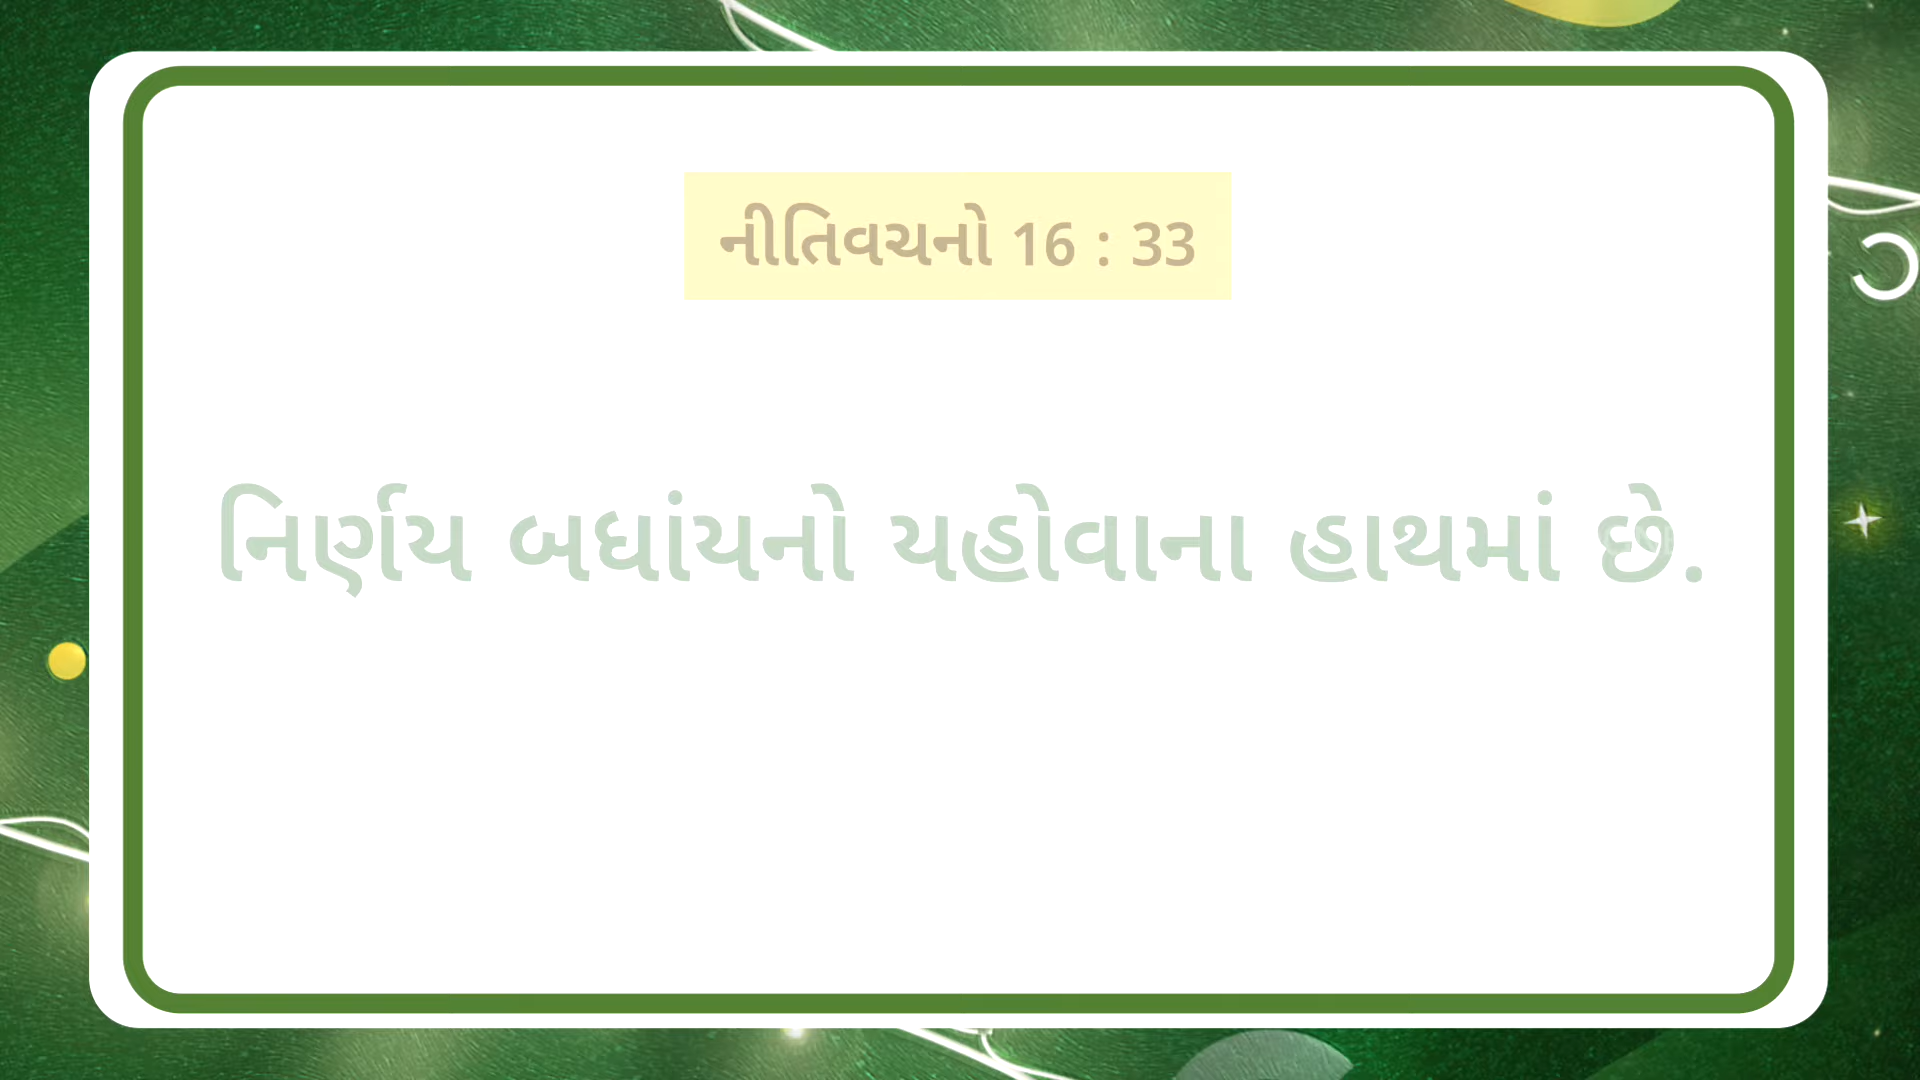 નીતિવચનો 16 : 33
નિર્ણય બધાંયનો યહોવાના હાથમાં છે.